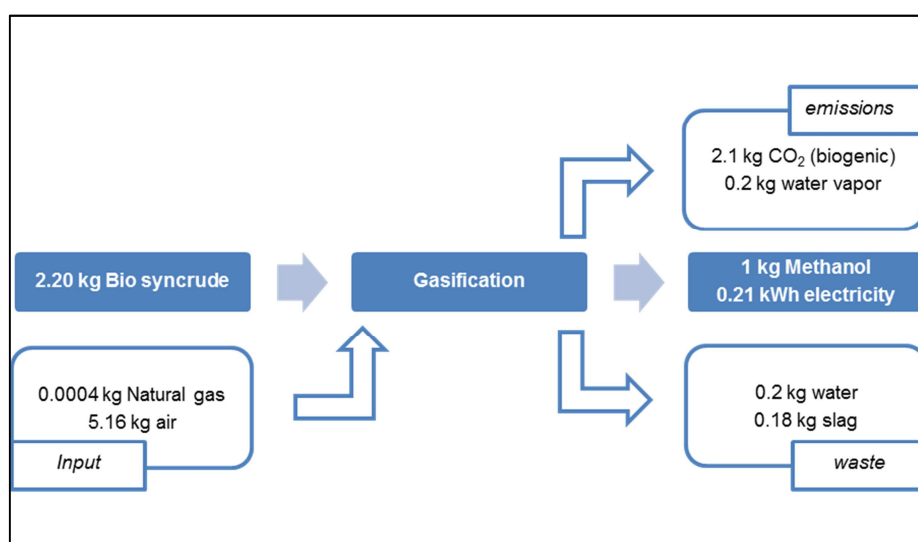 emissions
2.1 kg CO₂ (biogenic)
0.2 kg water vapor
2.20 kg Bio syncrude
Gasification
1 kg Methanol
0.21 kWh electricity
0.0004 kg Natural gas
5.16 kg air
Input
0.2 kg water
0.18 kg slag
waste